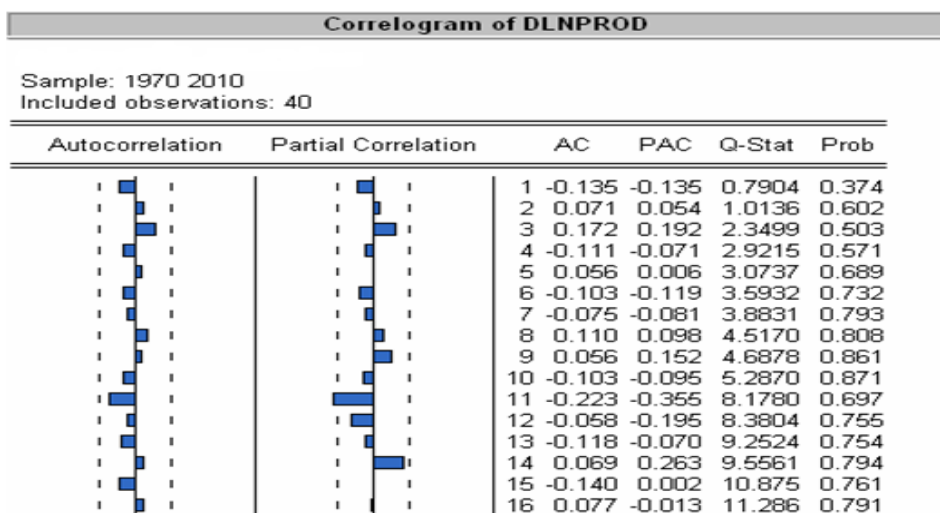 Correlogram of DLNPROD
Sample: 1970 2010
Included observations: 40
Autocorrelation Partial Correlation AC PAC Q-Stat Prob
1 -0.135 -0.135 0.7904 0.374
2 0.071 0.054 1.0136 0.602
3 0.172 0.192 2.3499 0.503
4 -0.111 -0.071 2.9215 0.571
5 0.056 0.006 3.0737 0.689
6 -0.103 -0.119 3.5932 0.732
7 -0.075 -0.081 3.8831 0.793
8 0.110 0.098 4.5170 0.808
9 0.056 0.152 4.6878 0.861
10 -0.103 -0.095 5.2870 0.871
11 -0.223 -0.355 8.1780 0.697
12 -0.058 -0.195 8.3804 0.755
13 -0.118 -0.070 9.2524 0.754
14 0.069 0.263 9.5561 0.794
15 -0.140 0.002 10.875 0.761
16 0.077 -0.013 11.286 0.791